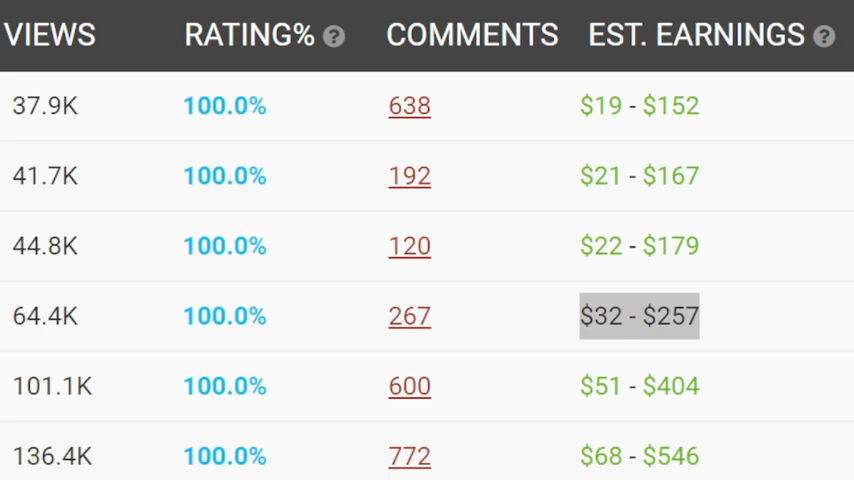 VIEWS RATING% ? COMMENTS EST. EARNINGS ?
37.9K 100.0% 638 $19 - $152
41.7K 100.0% 192 $21 - $167
44.8K 100.0% 120 $22 - $179
64.4K 100.0% 267 $32 - $257
101.1K 100.0% 600 $51 - $404
136.4K 100.0% 772 $68 - $546